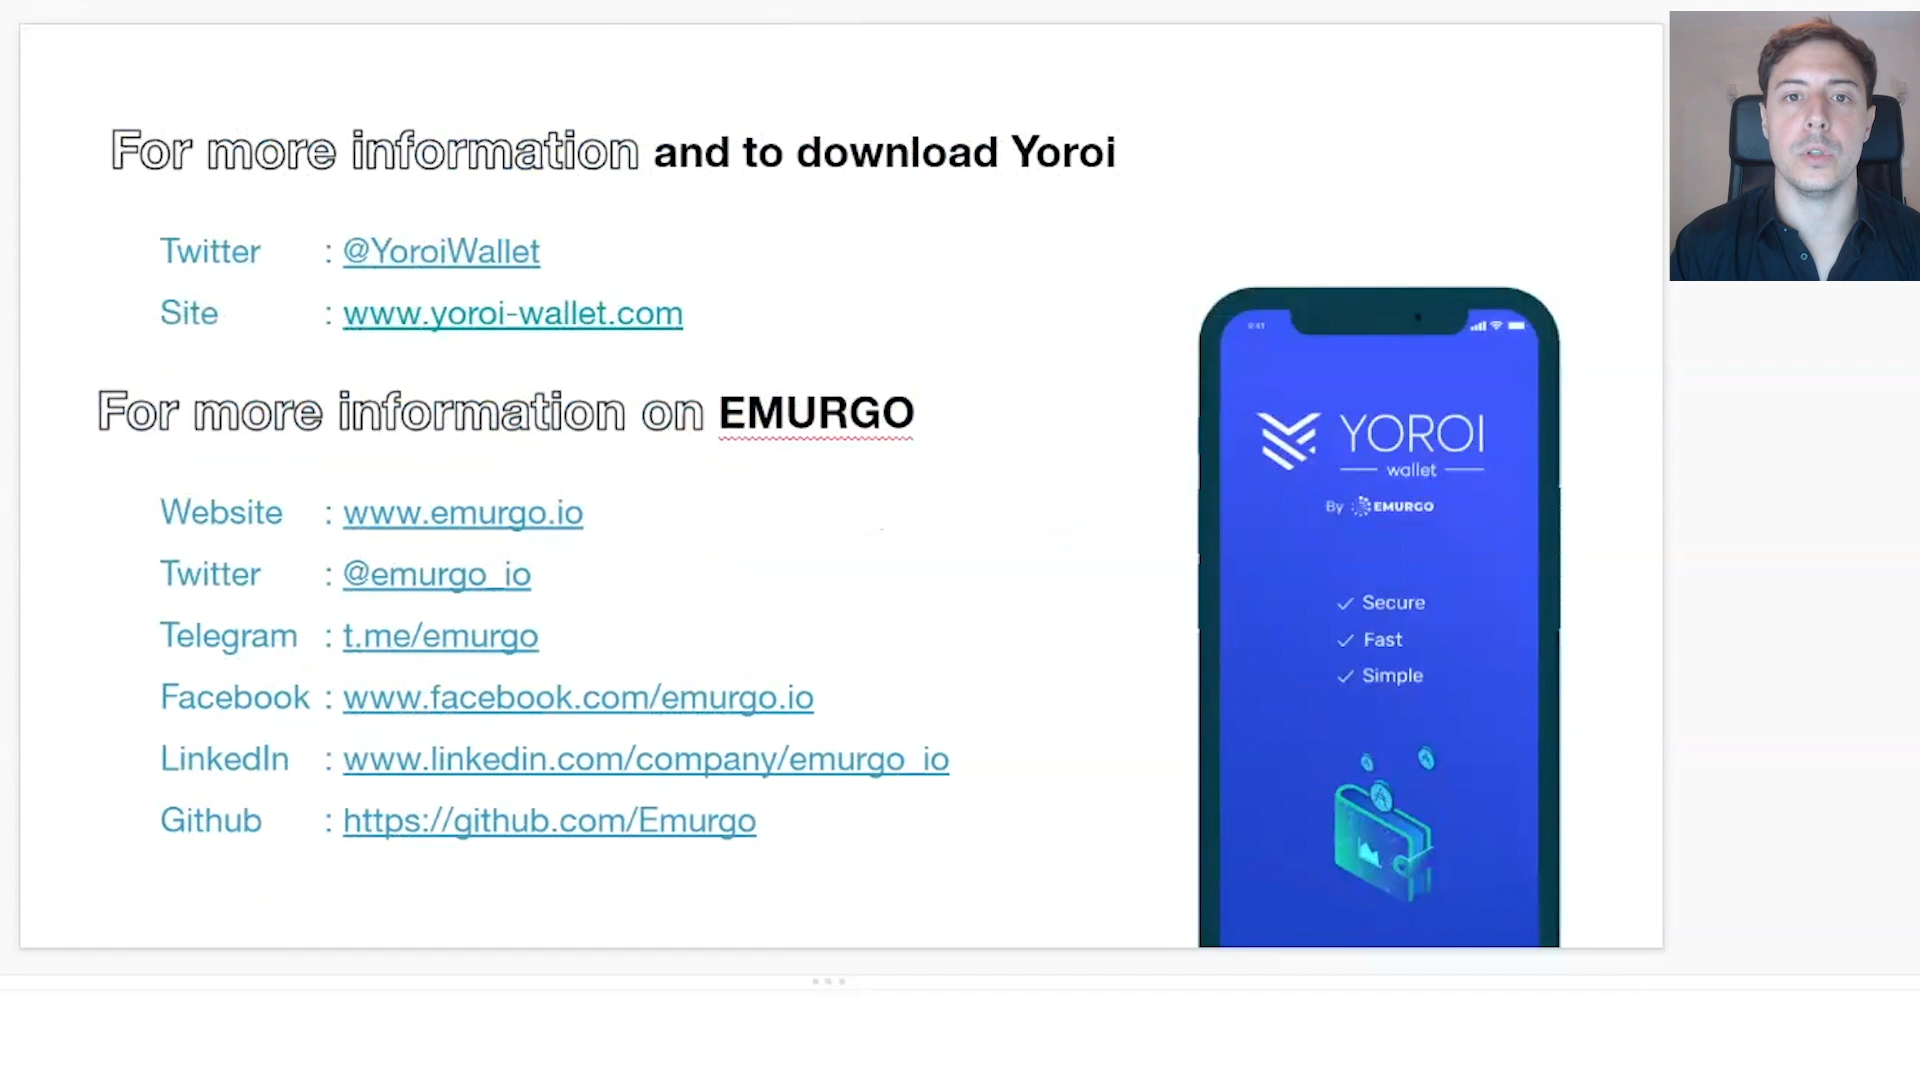 For more information and to download Yoroi
Twitter : @YoroiWallet
Site : www.yoroi-wallet.com
For more information on EMURGO
Website : www.emurgo.io
Twitter : @emurgo_io
Telegram : t.me/emurgo
Facebook : www.facebook.com/emurgo.io
LinkedIn : www.linkedin.com/company/emurgo_io
Github : https://github.com/Emurgo
9:41
YOROI
wallet
By EMURGO
Secure
Fast
Simple